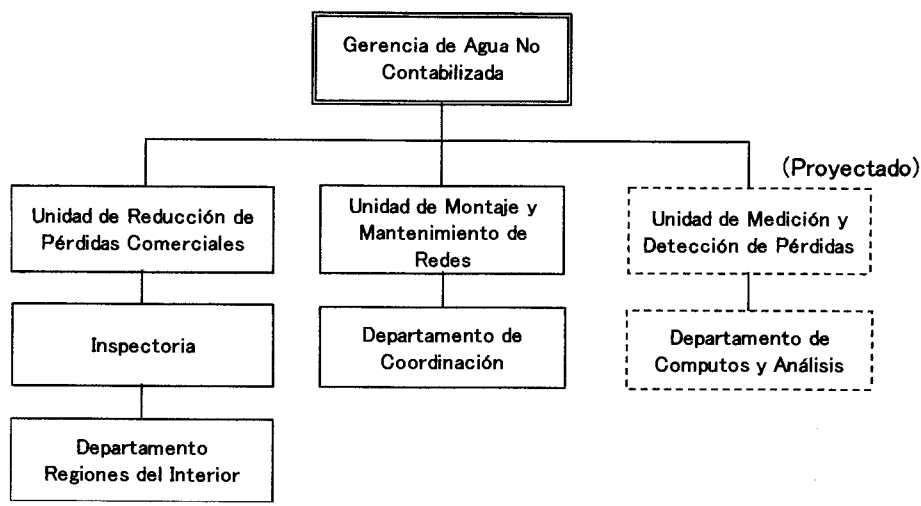 Gerencia de Agua No
Contabilizada
(Proyectado)
Unidad de Reducción de
Pérdidas Comerciales
Unidad de Montaje y
Mantenimiento de
Redes
Unidad de Medición y
Detección de Pérdidas
Inspectoria
Departamento de
Coordinación
Departamento de
Computos y Análisis
Departamento
Regiones del Interior